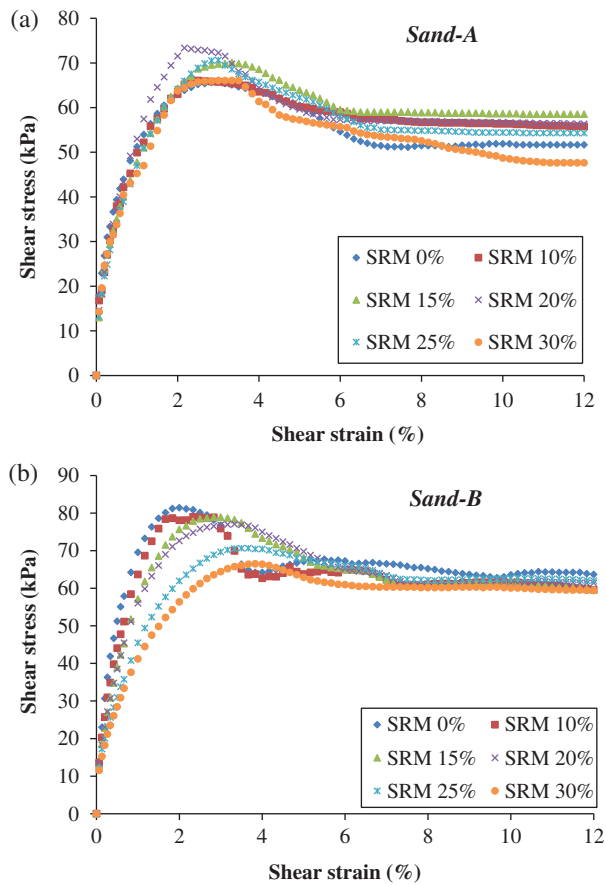 (a)
Sand-A
80
70
60
50
40
30
20
10
0
Shear stress (kPa)
SRM 0% SRM 10%
SRM 15% SRM 20%
SRM 25% SRM 30%
0 2 4 6 8 10 12
Shear strain (%)
(b)
Sand-B
90
80
70
60
50
40
30
20
10
0
Shear stress (kPa)
SRM 0% SRM 10%
SRM 15% SRM 20%
SRM 25% SRM 30%
0 2 4 6 8 10 12
Shear strain (%)